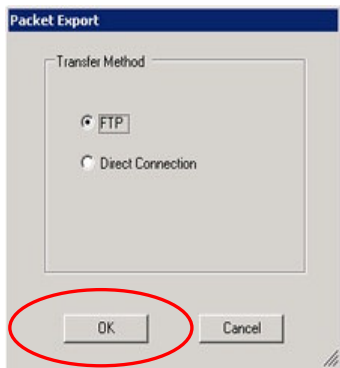 Packet Export
Transfer Method
FTP
Direct Connection
OK Cancel